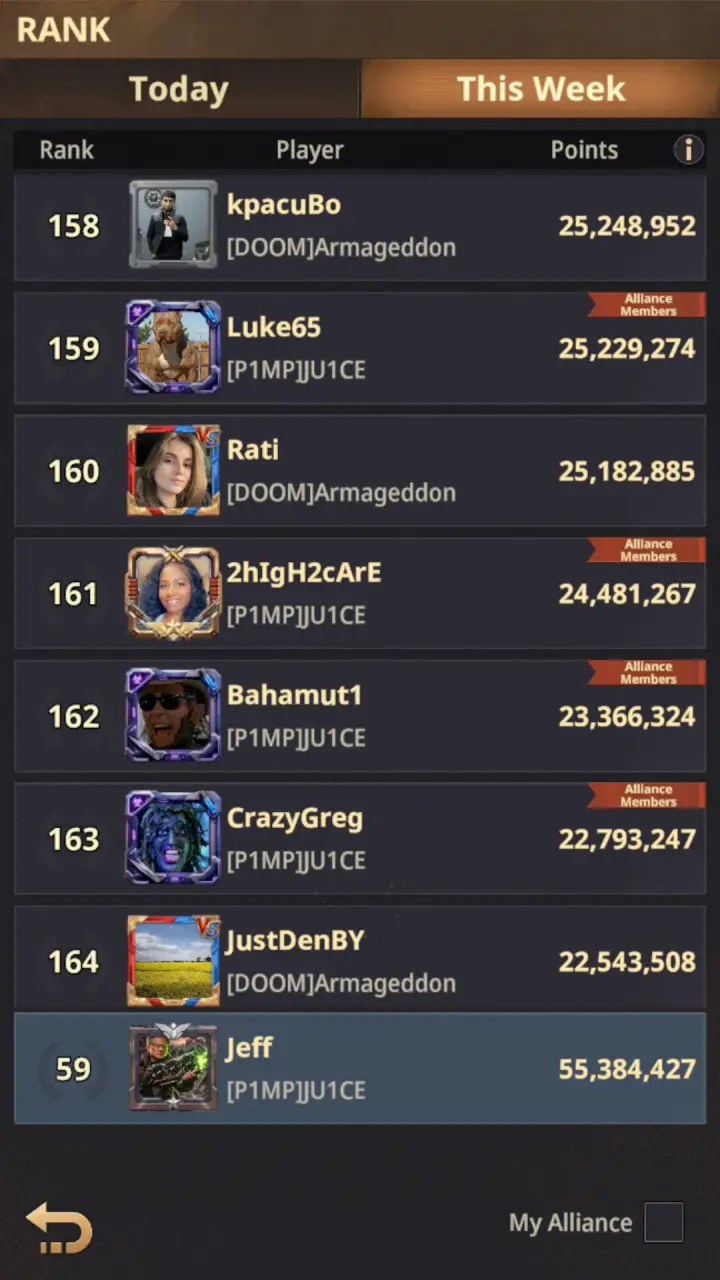 RANK
Today This Week
Rank Player Points i
158 kpacuBo 25,248,952
[DOOM]Armageddon
Alliance Members
159 Luke65 25,229,274
[P1MP]JU1CE
VS
160 Rati 25,182,885
[DOOM]Armageddon
Alliance Members
161 2hIgH2cArE 24,481,267
[P1MP]JU1CE
Alliance Members
162 Bahamut1 23,366,324
[P1MP]JU1CE
Alliance Members
163 CrazyGreg 22,793,247
[P1MP]JU1CE
VS
164 JustDenBY 22,543,508
[DOOM]Armageddon
59 Jeff 55,384,427
[P1MP]JU1CE
My Alliance